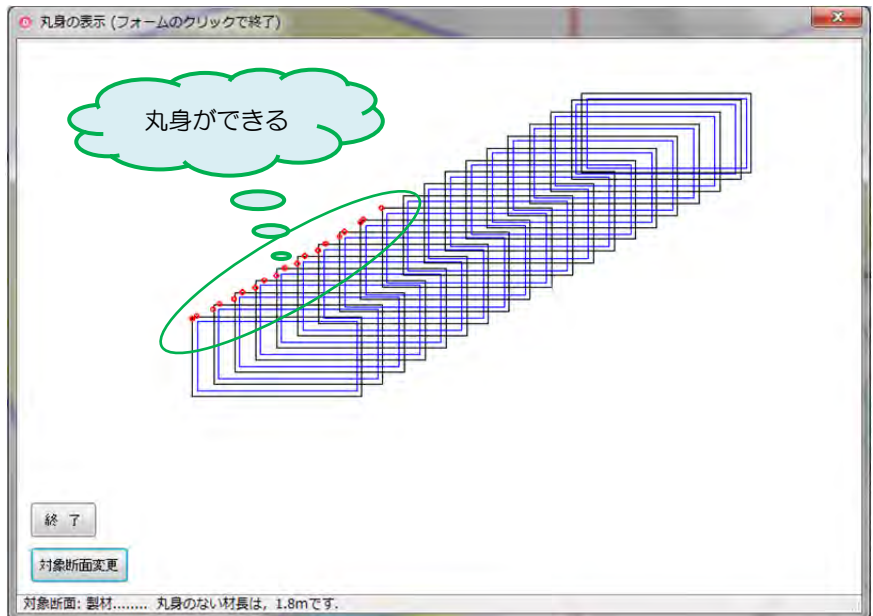 丸身の表示 (フォームのクリックで終了)
丸身ができる
終 了
対象断面変更
対象断面: 製材........ 丸身のない材長は, 1.8mです.